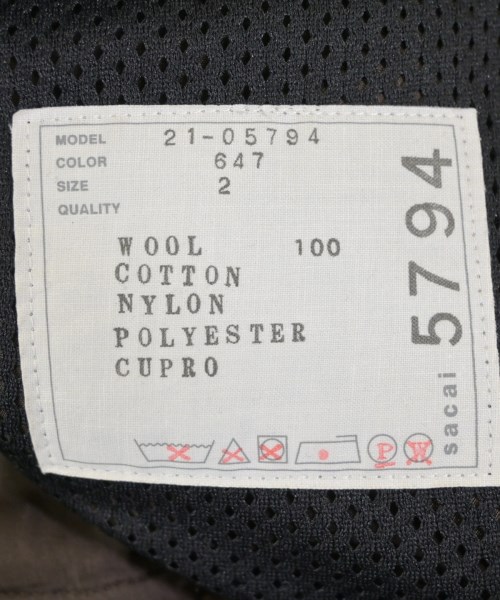 MODEL 21-05794
COLOR 647
SIZE 2
QUALITY
WOOL 100
COTTON
NYLON
POLYESTER
CUPRO
P W
sacai 5794